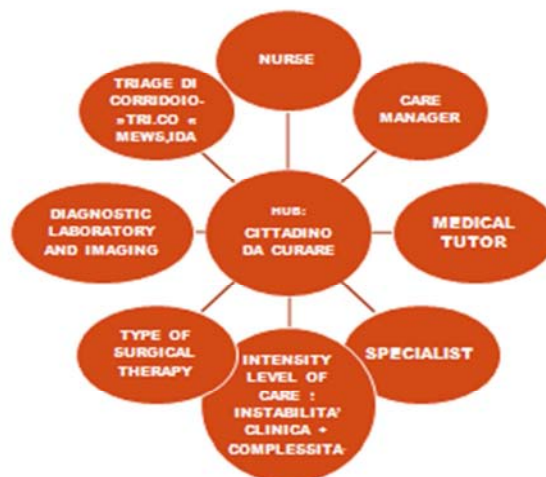 NURSE
TRIAGE DI
CORRIDOIO-
»TRI.CO «
MEWS,IDA
CARE
MANAGER
DIAGNOSTIC
LABORATORY
AND IMAGING
HUB:
CITTADINO
DA CURARE
MEDICAL
TUTOR
TYPE OF
SURGICAL
THERAPY
INTENSITY
LEVEL OF
CARE :
INSTABILITA'
CLINICA +
COMPLESSITA'
SPECIALIST